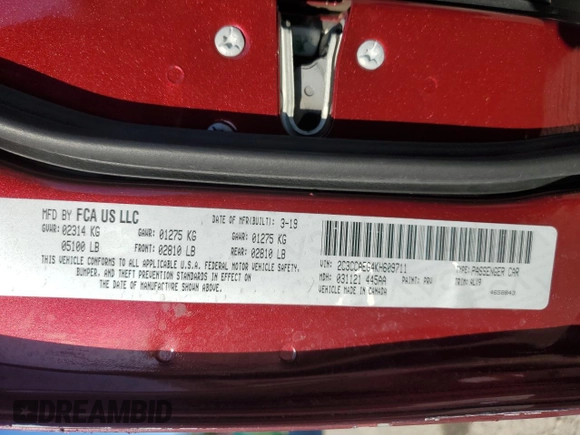 MFD BY FCA US LLC
DATE OF MFR(BUILT): 3-19
GVWR: 02314 KG
GAWR: 01275 KG
GAWR: 01275 KG
05100 LB
FRONT: 02810 LB
REAR: 02810 LB
THIS VEHICLE CONFORMS TO ALL APPLICABLE U.S.A. FEDERAL MOTOR VEHICLE SAFETY,
BUMPER, AND THEFT PREVENTION STANDARDS IN EFFECT
ON THE DATE OF MANUFACTURE SHOWN ABOVE.
VIN: 2C3CDAEG4KH609711
TYPE: PASSENGER CAR
MDH: 031121 445AA
PAINT: PRV
TRIM: ALX9
MADE IN CANADA
DREAMBID